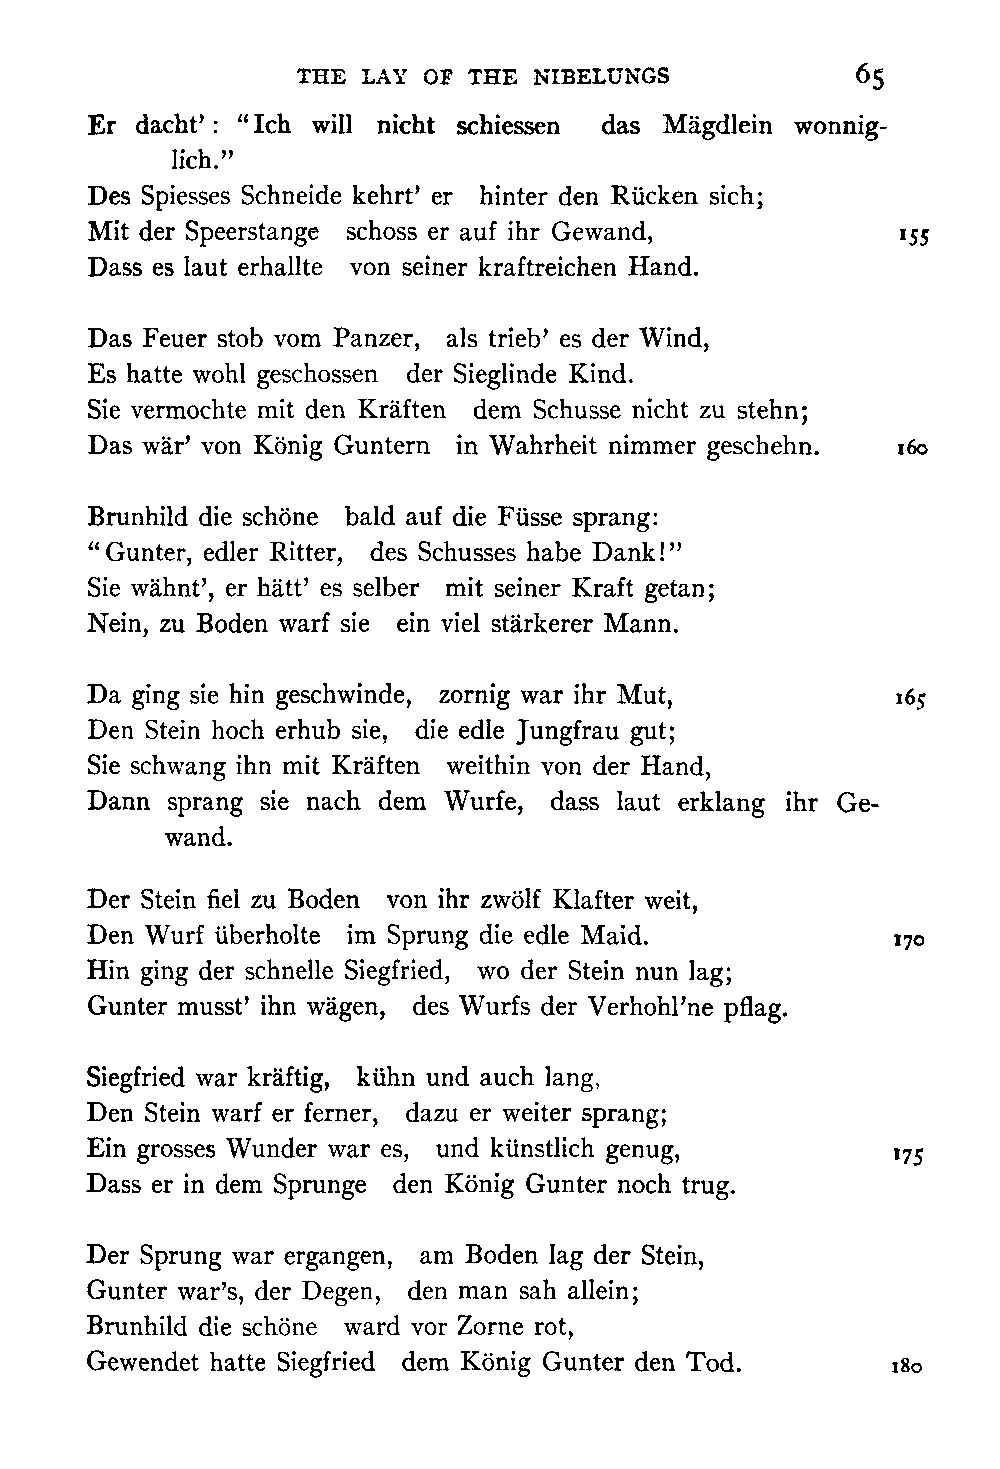 THE LAY OF THE NIBELUNGS 65
Er dacht’: “Ich will nicht schiessen das Mägdlein wonnig-
lich.”
Des Spiesses Schneide kehrt’ er hinter den Rücken sich;
Mit der Speerstange schoss er auf ihr Gewand, 155
Dass es laut erhallte von seiner kraftreichen Hand.
Das Feuer stob vom Panzer, als trieb’ es der Wind,
Es hatte wohl geschossen der Sieglinde Kind.
Sie vermochte mit den Kräften dem Schusse nicht zu stehn;
Das wär’ von König Guntern in Wahrheit nimmer geschehn. 160
Brunhild die schöne bald auf die Füsse sprang:
“Gunter, edler Ritter, des Schusses habe Dank!”
Sie wähnt’, er hätt’ es selber mit seiner Kraft getan;
Nein, zu Boden warf sie ein viel stärkerer Mann.
Da ging sie hin geschwinde, zornig war ihr Mut, 165
Den Stein hoch erhub sie, die edle Jungfrau gut;
Sie schwang ihn mit Kräften weithin von der Hand,
Dann sprang sie nach dem Wurfe, dass laut erklang ihr Ge-
wand.
Der Stein fiel zu Boden von ihr zwölf Klafter weit,
Den Wurf überholte im Sprung die edle Maid. 170
Hin ging der schnelle Siegfried, wo der Stein nun lag;
Gunter musst’ ihn wägen, des Wurfs der Verhohl’ne pflag.
Siegfried war kräftig, kühn und auch lang,
Den Stein warf er ferner, dazu er weiter sprang;
Ein grosses Wunder war es, und künstlich genug, 175
Dass er in dem Sprunge den König Gunter noch trug.
Der Sprung war ergangen, am Boden lag der Stein,
Gunter war’s, der Degen, den man sah allein;
Brunhild die schöne ward vor Zorne rot,
Gewendet hatte Siegfried dem König Gunter den Tod. 180